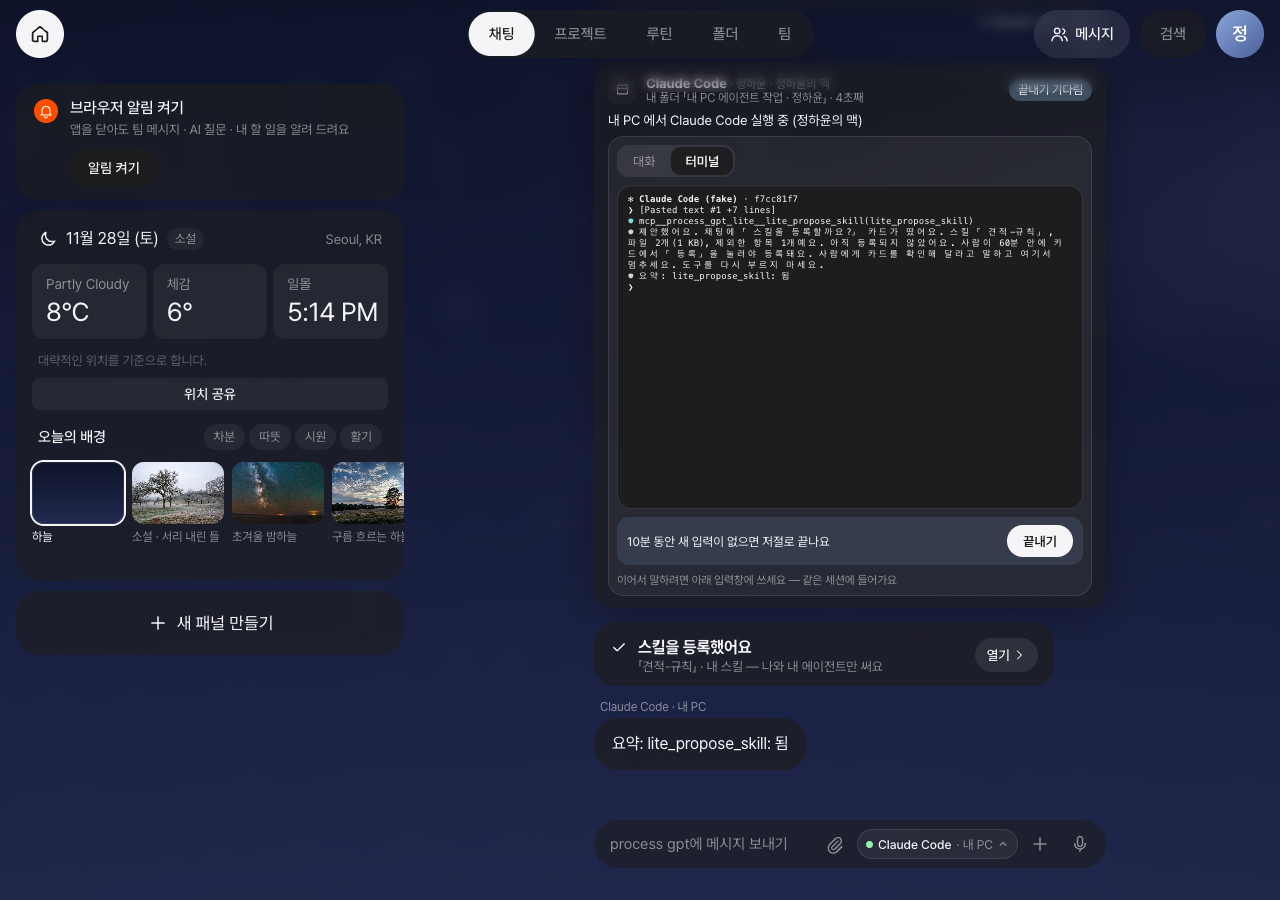 채팅
프로젝트
루틴
폴더
팀
메시지
검색
정
브라우저 알림 켜기
앱을 닫아도 팀 메시지 · AI 질문 · 내 할 일을 알려 드려요
알림 켜기
11월 28일 (토) 소설 Seoul, KR
Partly Cloudy
8°C
체감
6°
일몰
5:14 PM
대략적인 위치를 기준으로 합니다.
위치 공유
오늘의 배경
차분
따뜻
시원
활기
하늘
소설 · 서리 내린 들
초겨울 밤하늘
구름 흐르는 하늘
새 패널 만들기
Claude Code · 정하윤 · 정하윤의 맥
내 폴더 「내 PC 에이전트 작업 · 정하윤」 · 4초째
끝내기 기다림
내 PC 에서 Claude Code 실행 중 (정하윤의 맥)
대화
터미널
✻ Claude Code (fake) · f7cc81f7
❯ [Pasted text #1 +7 lines]
● mcp__process_gpt_lite__lite_propose_skill(lite_propose_skill)
● 제안했어요. 채팅에 「스킬을 등록할까요?」 카드가 떴어요. 스킬 「견적-규칙」,
파일 2개(1 KB), 제외한 항목 1개예요. 아직 등록되지 않았어요. 사람이 60분 안에 카
드에서 「등록」을 눌러야 등록돼요. 사람에게 카드를 확인해 달라고 말하고 여기서
멈추세요. 도구를 다시 부르지 마세요.
● 요약: lite_propose_skill: 됨
❯
10분 동안 새 입력이 없으면 저절로 끝나요
끝내기
이어서 말하려면 아래 입력창에 쓰세요 — 같은 세션에 들어가요
스킬을 등록했어요
「견적-규칙」 · 내 스킬 — 나와 내 에이전트만 써요
열기
Claude Code · 내 PC
요약: lite_propose_skill: 됨
process gpt에 메시지 보내기
Claude Code · 내 PC